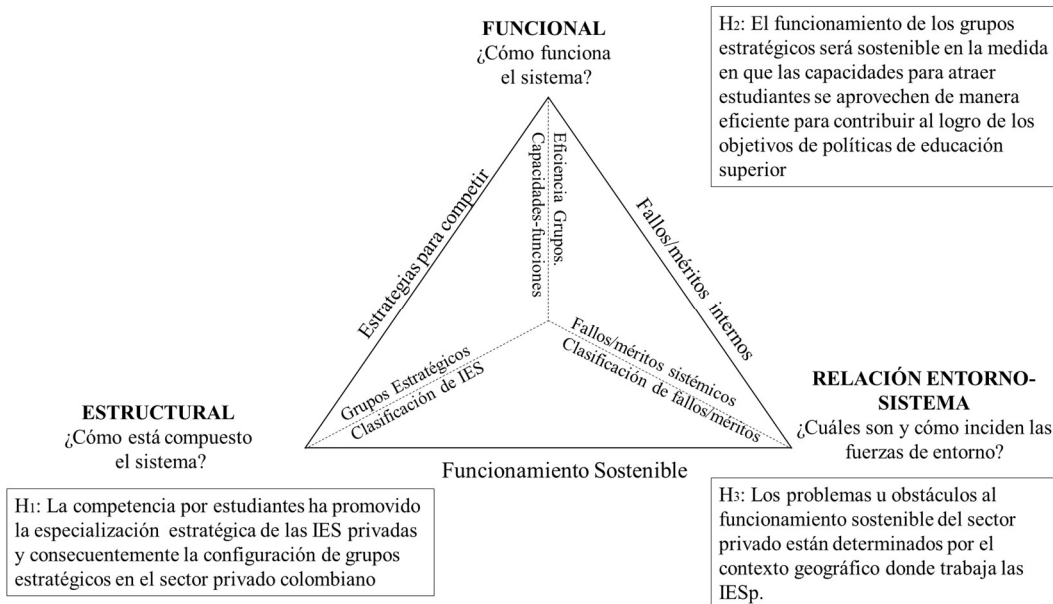 FUNCIONAL
¿Cómo funciona
el sistema?
H2: El funcionamiento de los grupos
estratégicos será sostenible en la medida
en que las capacidades para atraer
estudiantes se aprovechen de manera
eficiente para contribuir al logro de los
objetivos de políticas de educación
superior
Estrategias para competir
Eficiencia Grupos.
Capacidades-funciones
Fallos/méritos internos
Grupos Estratégicos
Clasificación de IES
Fallos/méritos sistémicos
Clasificación de fallos/méritos
ESTRUCTURAL
¿Cómo está compuesto
el sistema?
Funcionamiento Sostenible
RELACIÓN ENTORNO-
SISTEMA
¿Cuáles son y cómo inciden las
fuerzas de entorno?
H1: La competencia por estudiantes ha promovido
la especialización estratégica de las IES privadas
y consecuentemente la configuración de grupos
estratégicos en el sector privado colombiano
H3: Los problemas u obstáculos al
funcionamiento sostenible del sector
privado están determinados por el
contexto geográfico donde trabaja las
IESp.